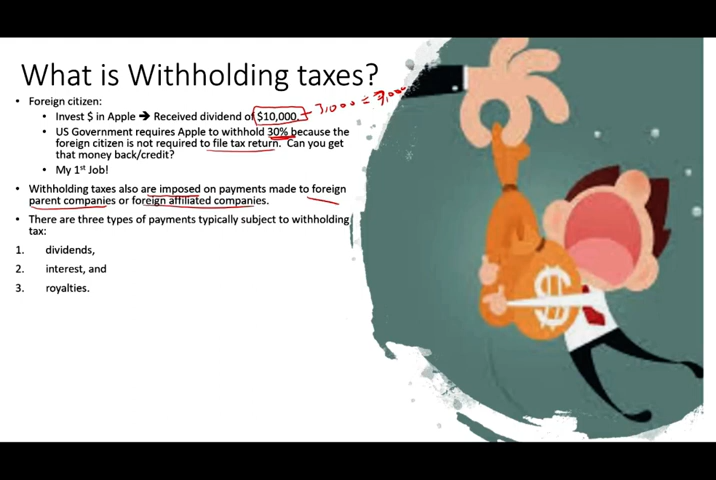 What is Withholding taxes?
• Foreign citizen:
• Invest $ in Apple ➔ Received dividend of $10,000. - 3,000 = 7,000
• US Government requires Apple to withhold 30% because the
foreign citizen is not required to file tax return. Can you get
that money back/credit?
• My 1st Job!
• Withholding taxes also are imposed on payments made to foreign
parent companies or foreign affiliated companies.
• There are three types of payments typically subject to withholding
tax:
1. dividends,
2. interest, and
3. royalties.
$